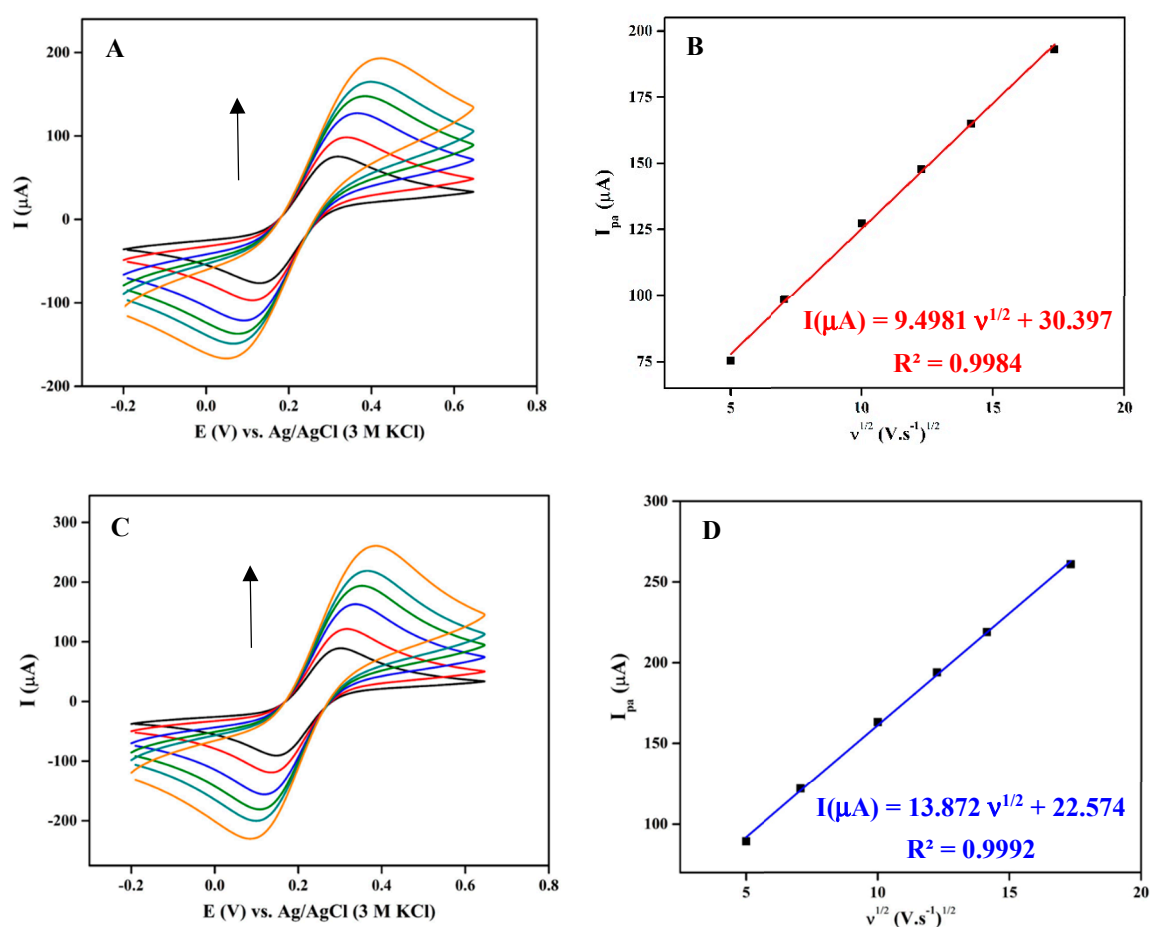 A
200
100
0
-100
-200
I (μA)
-0.2 0.0 0.2 0.4 0.6 0.8
E (V) vs. Ag/AgCl (3 M KCl)
B
200
175
150
125
100
75
Ipa (μA)
I(μA) = 9.4981 ν1/2 + 30.397
R² = 0.9984
5 10 15 20
ν1/2 (V.s-1)1/2
C
300
200
100
0
-100
-200
I (μA)
-0.2 0.0 0.2 0.4 0.6 0.8
E (V) vs. Ag/AgCl (3 M KCl)
D
300
250
200
150
100
Ipa (μA)
I(μA) = 13.872 ν1/2 + 22.574
R² = 0.9992
5 10 15 20
ν1/2 (V.s-1)1/2